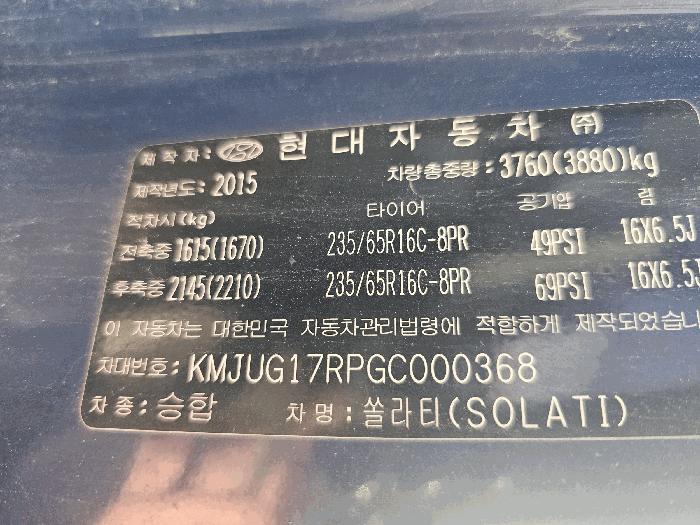 제 작 자 : 현 대 자 동 차 ㈜
제작년도 : 2015 차량총중량 : 3760(3880)kg
적차시(kg) 타이어 공기압 림
전축중 1615(1670) 235/65R16C-8PR 49PSI 16X6.5J
후축중 2145(2210) 235/65R16C-8PR 69PSI 16X6.5J
이 자동차는 대한민국 자동차관리법령에 적합하게 제작되었습니
차대번호 : KMJUG17RPGC000368
차 종 : 승합 차 명 : 쏠라티(SOLATI)